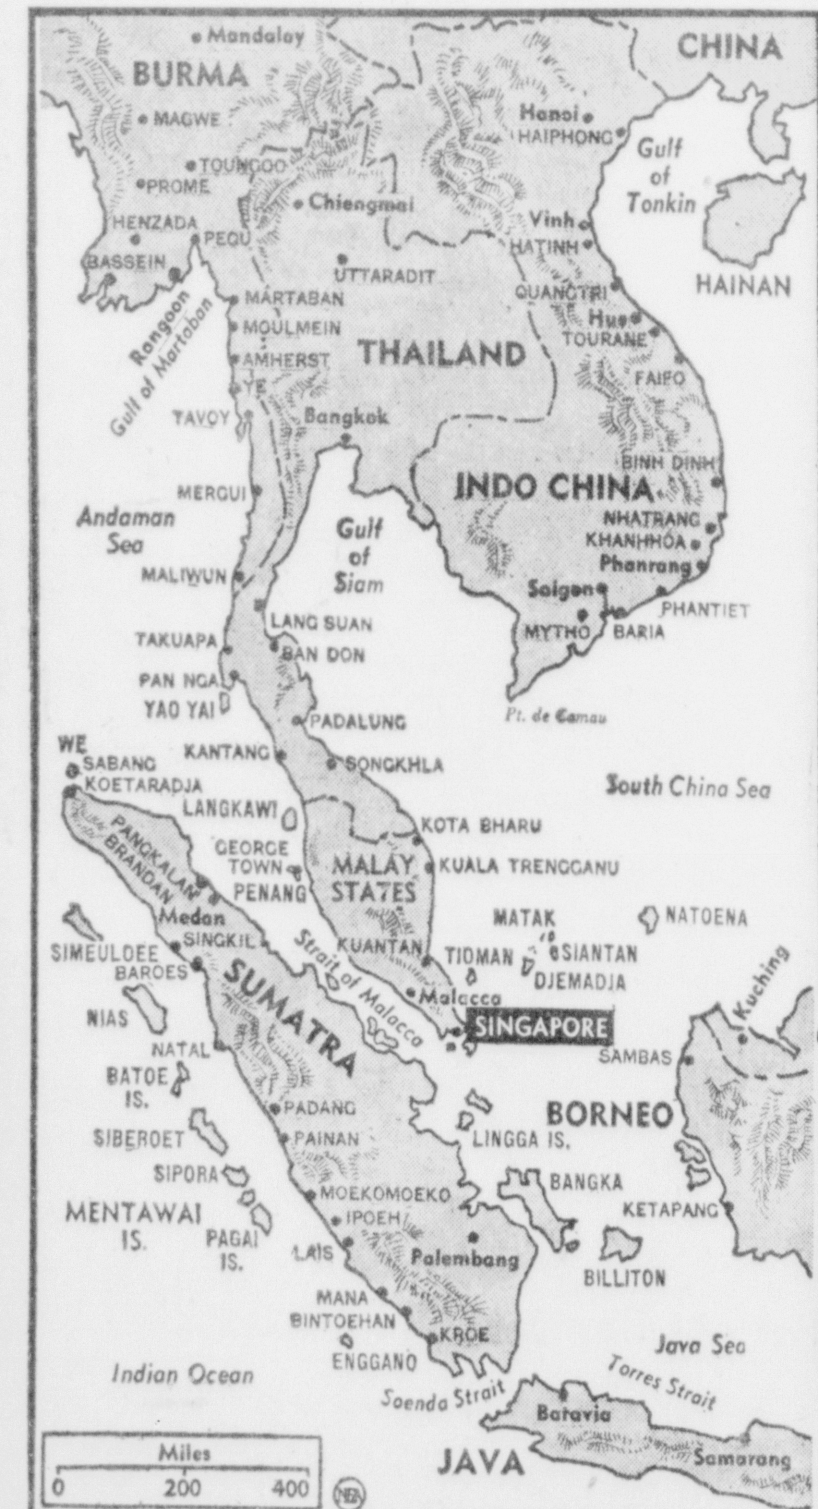 Mandalay
CHINA
BURMA
MAGWE
Hanoi
HAIPHONG
Gulf
of
Tonkin
TOUNGOO
PROME
Chiengmai
Vinh
HENZADA
PEGU
HATINH
BASSEIN
UTTARADIT
HAINAN
QUANGTRI
MARTABAN
Rangoon
Gulf of Martaban
MOULMEIN
Hue
TOURANE
AMHERST
THAILAND
FAIFO
YE
TAVOY
Bangkok
BINH DINH
MERGUI
INDO CHINA
Andaman
Sea
Gulf
of
Siam
NHATRANG
KHANHHÓA
Phanrang
MALIWUN
Saigon
PHANTIET
LANG SUAN
MYTHO
BARIA
TAKUAPA
BAN DON
PAN NGA
YAO YAI
PADALUNG
Pt. de Camau
WE
SABANG
KOETARADJA
KANTANG
SONGKHLA
South China Sea
LANGKAWI
KOTA BHARU
PANGKALAN
BRANDAN
GEORGE
TOWN
PENANG
MALAY
STATES
KUALA TRENGGANU
Medan
MATAK
NATOENA
SIMEULOEE
SINGKIL
KUANTAN
TIOMAN
SIANTAN
BAROES
Strait of Malacca
DJEMADJA
SUMATRA
Malacca
Kuching
NIAS
SINGAPORE
NATAL
SAMBAS
BATOE
IS.
PADANG
BORNEO
SIBEROET
PAINAN
LINGGA IS.
SIPORA
BANGKA
MOEKOMOEKO
KETAPANG
MENTAWAI
IS.
PAGAI
IS.
IPOEH
LAIS
Palembang
BILLITON
MANA
BINTOEHAN
KROE
ENGGANO
Java Sea
Indian Ocean
Soenda Strait
Torres Strait
Batavia
Miles
JAVA
Samarang
0 200 400
NEA